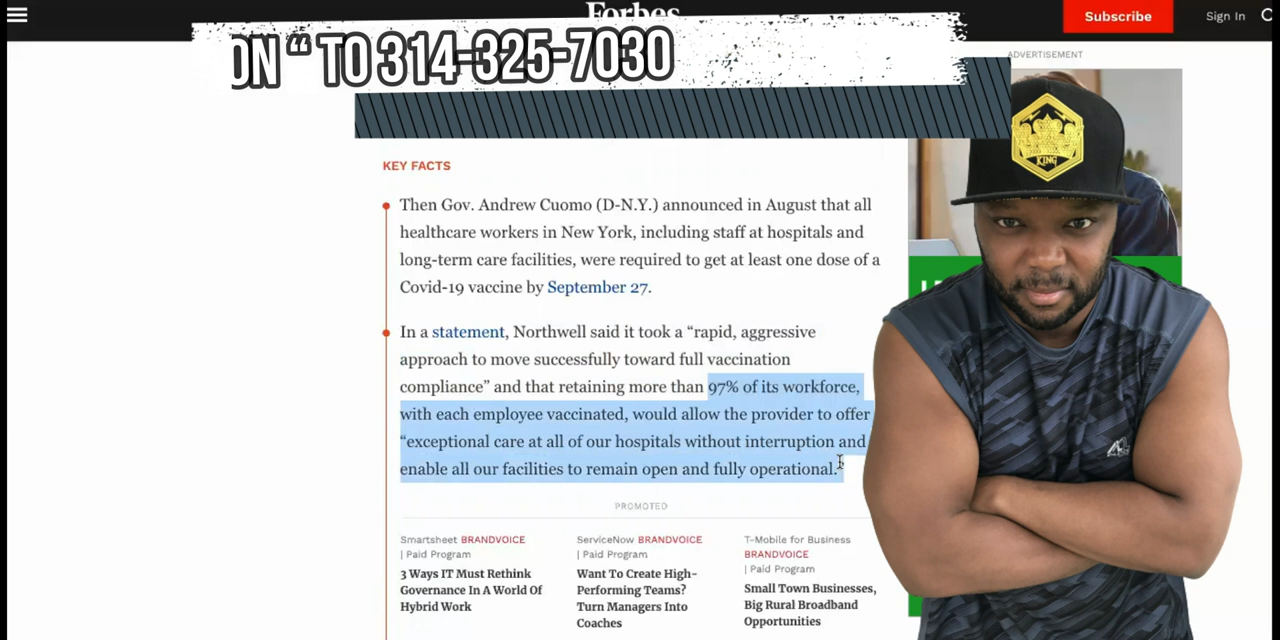 Forbes
Subscribe
Sign In
ON “ TO 314-325-7030
ADVERTISEMENT
KING
KEY FACTS
Then Gov. Andrew Cuomo (D-N.Y.) announced in August that all
healthcare workers in New York, including staff at hospitals and
long-term care facilities, were required to get at least one dose of a
Covid-19 vaccine by September 27.
In a statement, Northwell said it took a “rapid, aggressive
approach to move successfully toward full vaccination
compliance” and that retaining more than 97% of its workforce,
with each employee vaccinated, would allow the provider to offer
“exceptional care at all of our hospitals without interruption and
enable all our facilities to remain open and fully operational.”
PROMOTED
Smartsheet BRANDVOICE
| Paid Program
3 Ways IT Must Rethink
Governance In A World Of
Hybrid Work
ServiceNow BRANDVOICE
| Paid Program
Want To Create High-
Performing Teams?
Turn Managers Into
Coaches
T-Mobile for Business
BRANDVOICE
| Paid Program
Small Town Businesses,
Big Rural Broadband
Opportunities